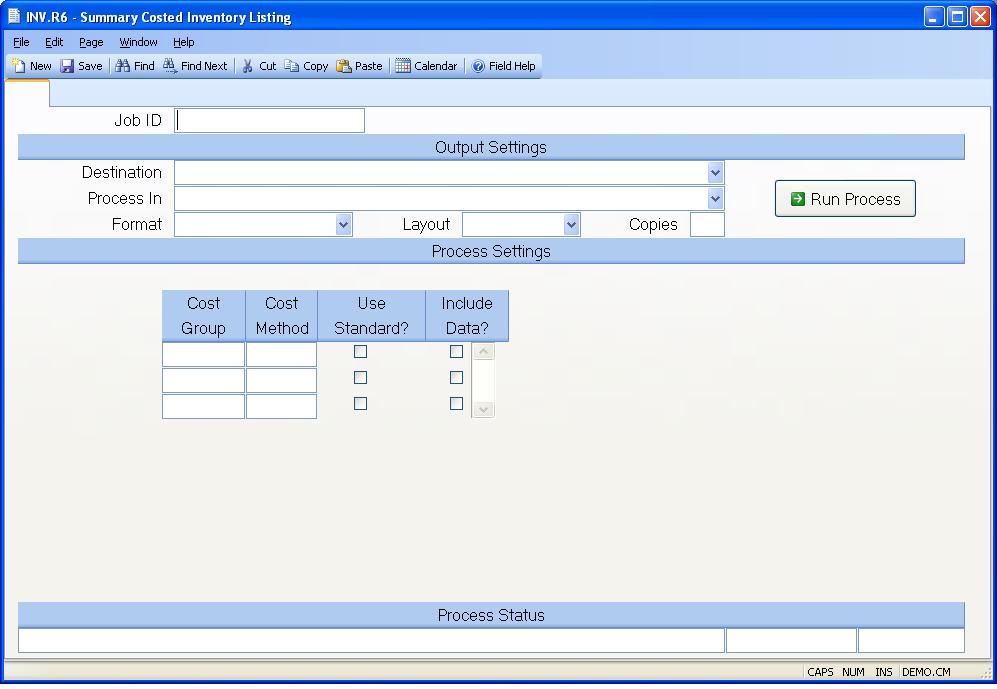 INV.R6 - Summary Costed Inventory Listing
File Edit Page Window Help
New Save Find Find Next Cut Copy Paste Calendar Field Help
Job ID
Output Settings
Destination
Process In
Run Process
Format Layout Copies
Process Settings
Cost Cost Use Include
Group Method Standard? Data?
Process Status
CAPS NUM INS DEMO.CM